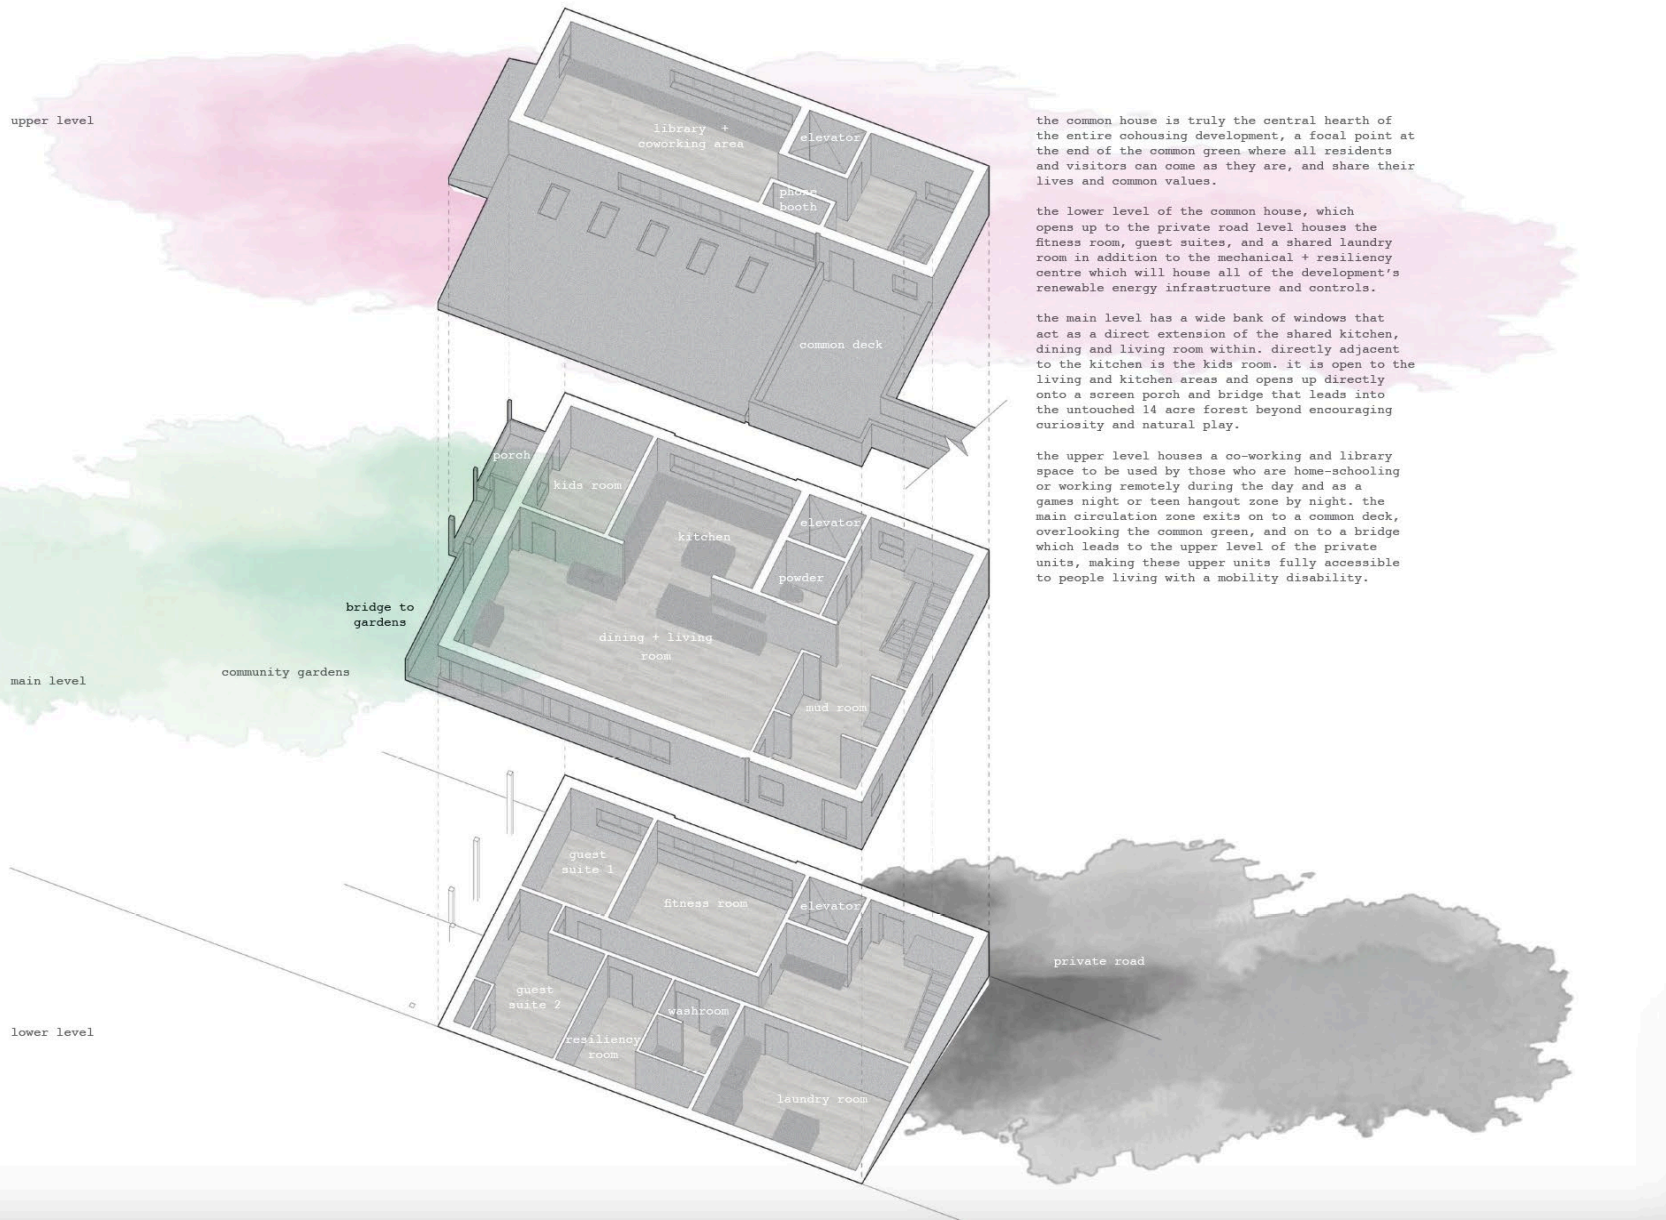 upper level
library +
coworking area
elevator
phone
booth
common deck
the common house is truly the central hearth of
the entire cohousing development, a focal point at
the end of the common green where all residents
and visitors can come as they are, and share their
lives and common values.
the lower level of the common house, which
opens up to the private road level houses the
fitness room, guest suites, and a shared laundry
room in addition to the mechanical + resiliency
centre which will house all of the development's
renewable energy infrastructure and controls.
the main level has a wide bank of windows that
act as a direct extension of the shared kitchen,
dining and living room within. directly adjacent
to the kitchen is the kids room. it is open to the
living and kitchen areas and opens up directly
onto a screen porch and bridge that leads into
the untouched 14 acre forest beyond encouraging
curiosity and natural play.
the upper level houses a co-working and library
space to be used by those who are home-schooling
or working remotely during the day and as a
games night or teen hangout zone by night. the
main circulation zone exits on to a common deck,
overlooking the common green, and on to a bridge
which leads to the upper level of the private
units, making these upper units fully accessible
to people living with a mobility disability.
porch
kids room
kitchen
elevator
powder
bridge to
gardens
dining + living
room
community gardens
main level
mud room
guest
suite 1
fitness room
elevator
private road
guest
suite 2
washroom
resiliency
room
lower level
laundry room